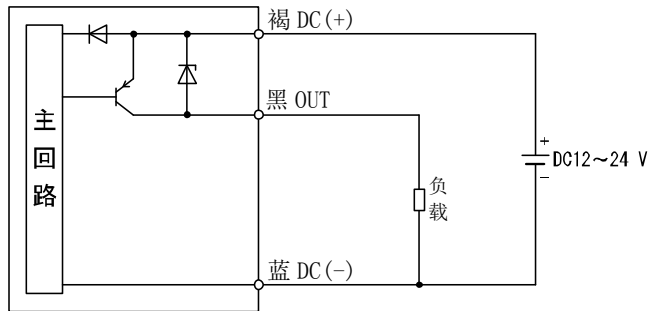 褐 DC(+)
黑 OUT
主回路
+
DC12～24 V
−
负载
蓝 DC(-)